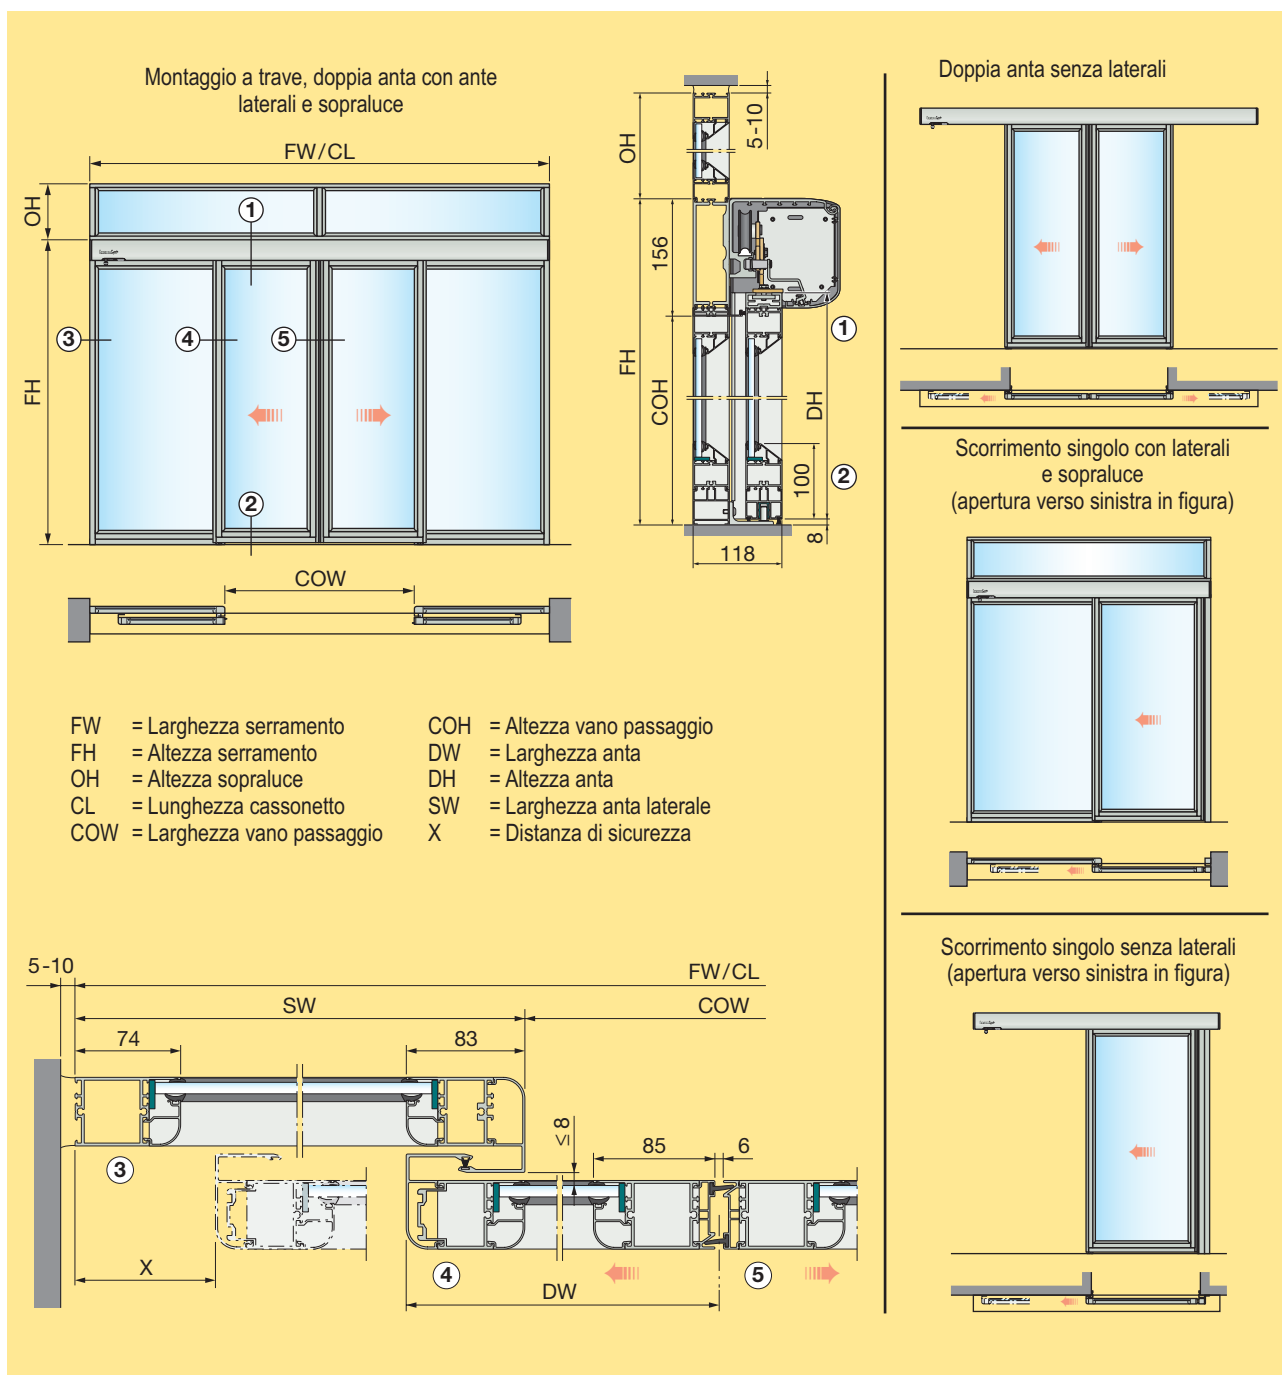 Montaggio a trave, doppia anta con ante
laterali e sopraluce
FW/CL
OH
FH
1
3
4
5
2
COW
OH
5-10
156
FH
COH
DH
1
2
100
8
118
FW = Larghezza serramento
FH = Altezza serramento
OH = Altezza sopraluce
CL = Lunghezza cassonetto
COW = Larghezza vano passaggio
COH = Altezza vano passaggio
DW = Larghezza anta
DH = Altezza anta
SW = Larghezza anta laterale
X = Distanza di sicurezza
5-10
FW/CL
SW
COW
74
83
≤8
85
6
3
X
4
DW
5
Doppia anta senza laterali
Scorrimento singolo con laterali
e sopraluce
(apertura verso sinistra in figura)
Scorrimento singolo senza laterali
(apertura verso sinistra in figura)